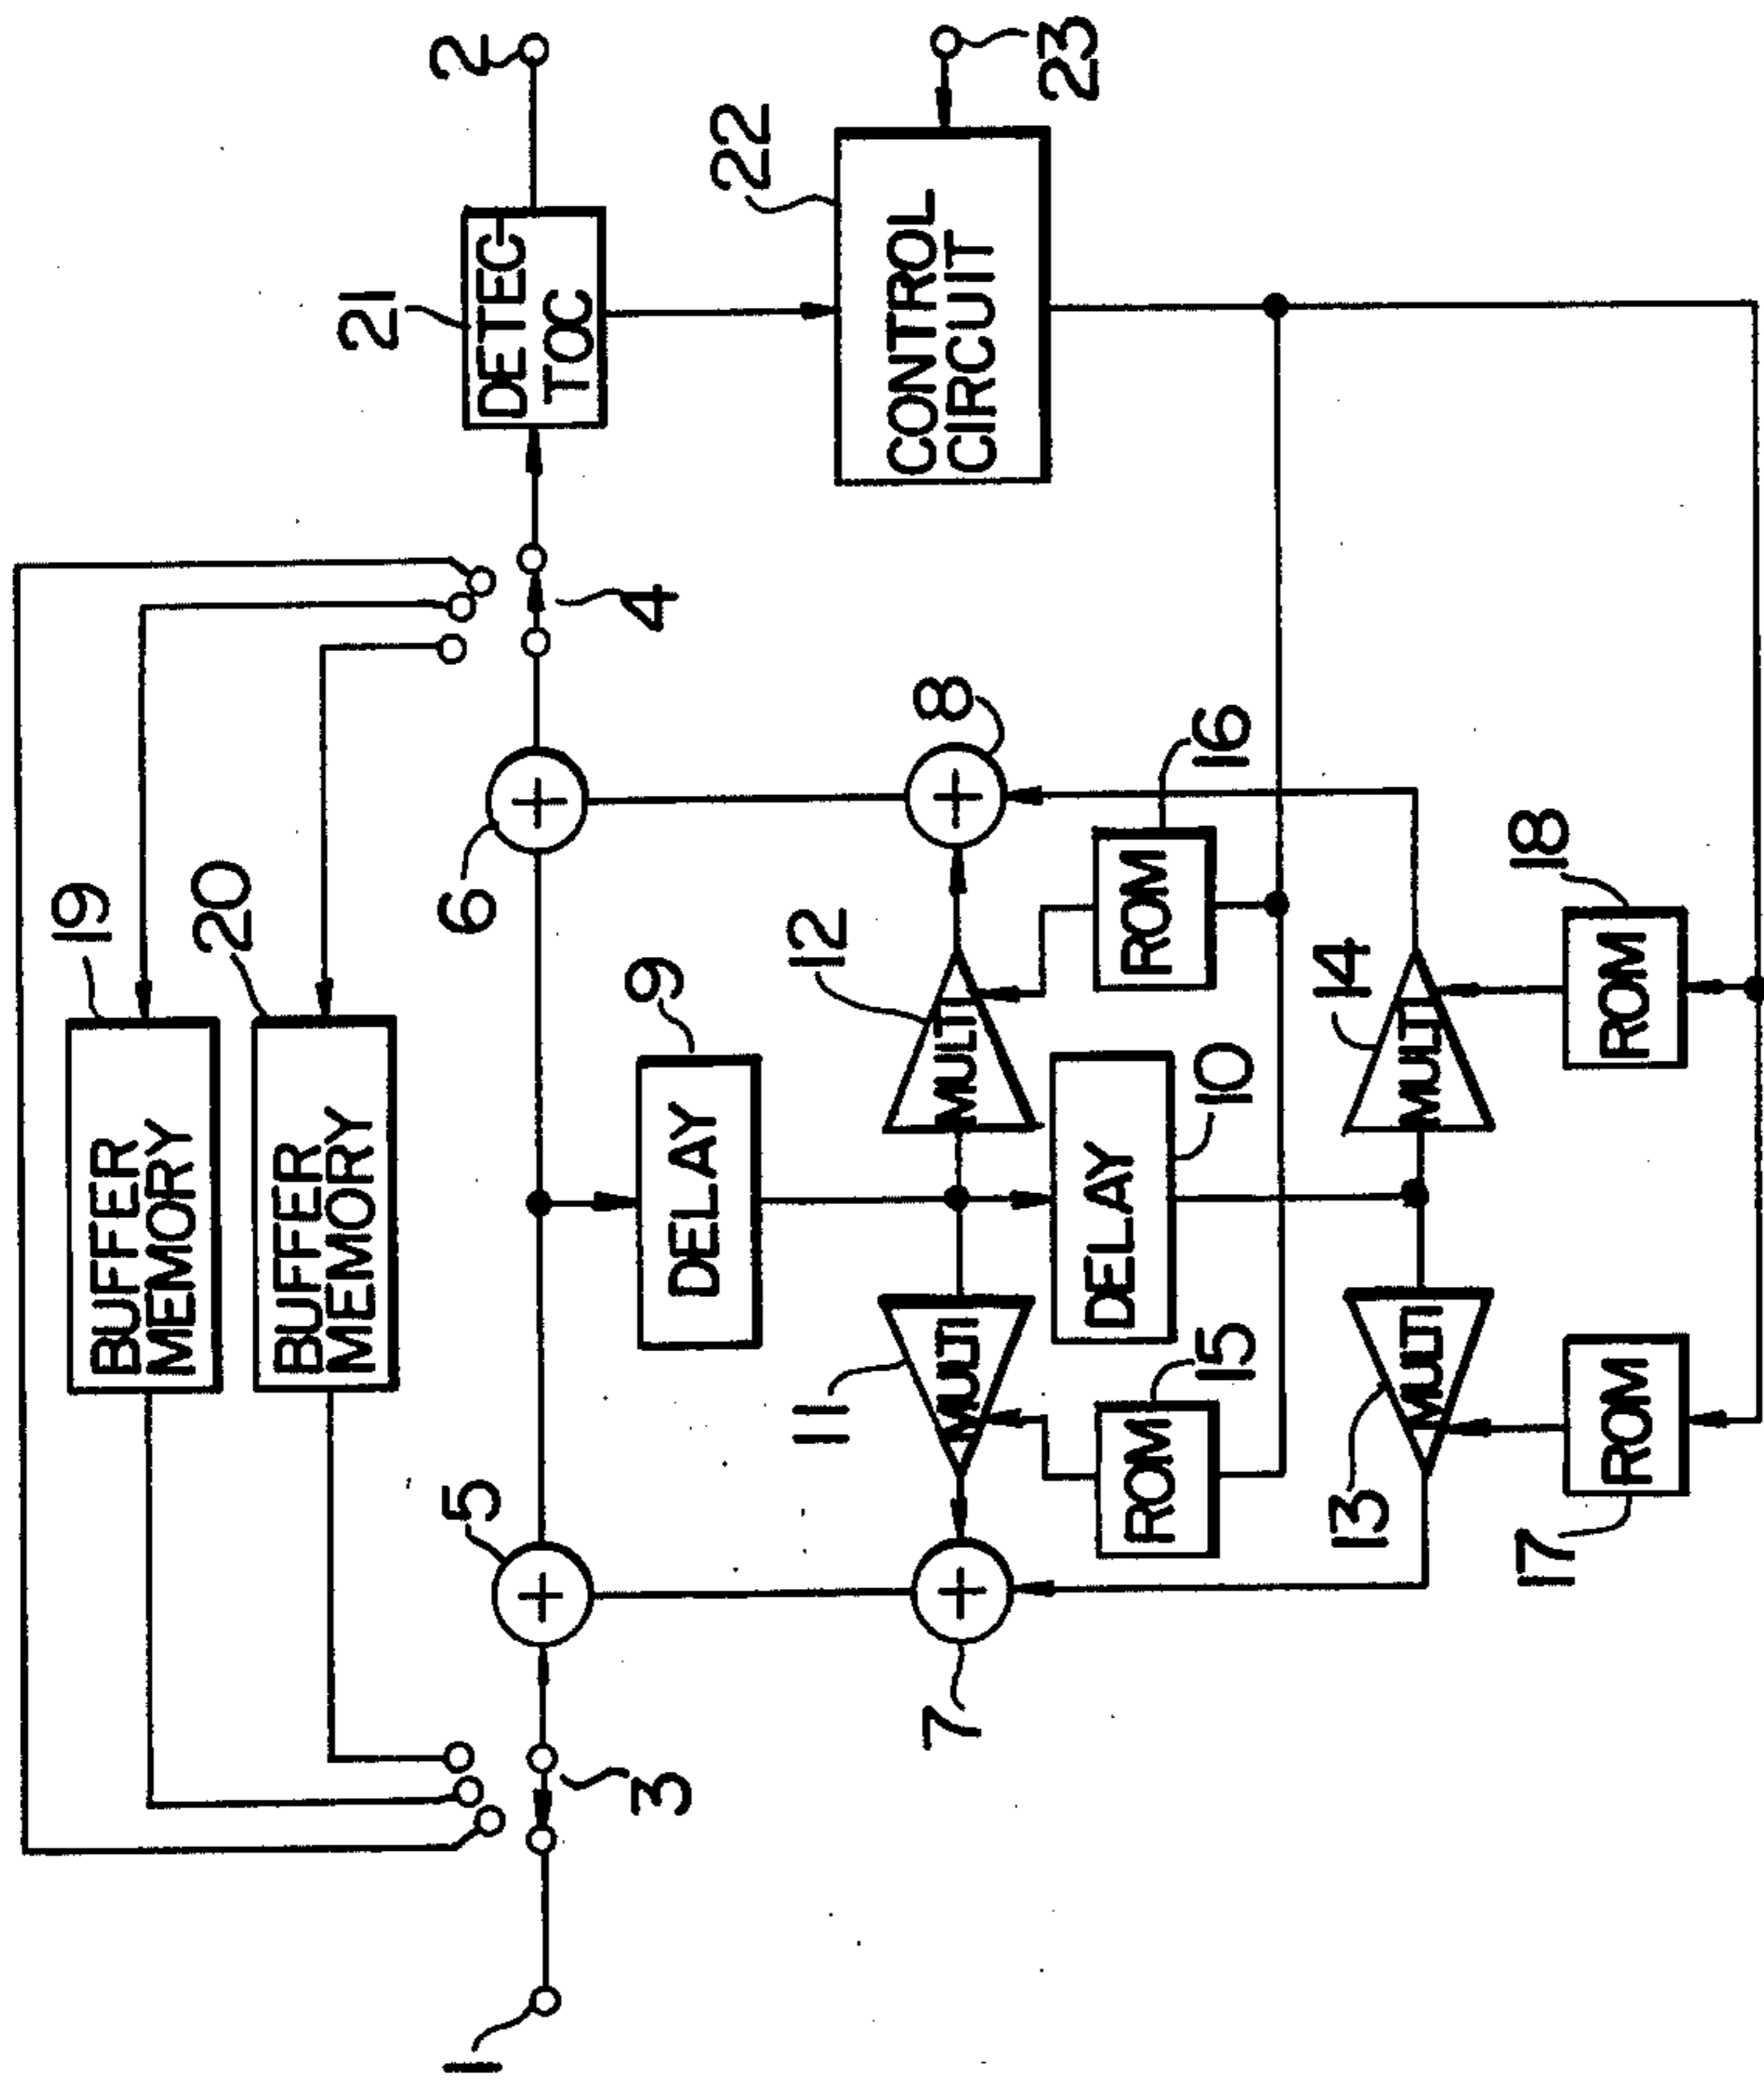 19
BUFFER
MEMORY
20
BUFFER
MEMORY
1
3
5
6
4
21
DETEC-
TOC
2
9
DELAY
7
11
MULTI
12
MULTI
8
22
CONTROL
CIRCUIT
23
15
ROM
10
DELAY
16
ROM
13
MULTI
14
MULTI
17
ROM
18
ROM